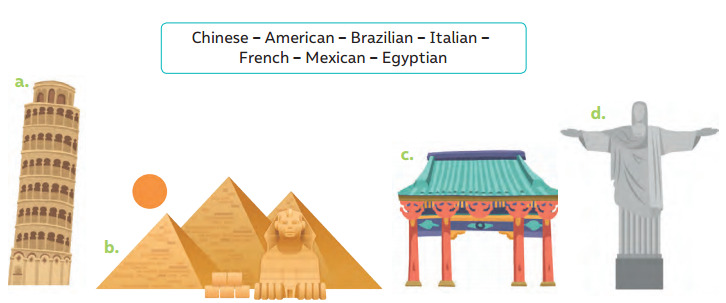 Chinese – American – Brazilian – Italian –
French – Mexican – Egyptian
a.
b.
c.
d.